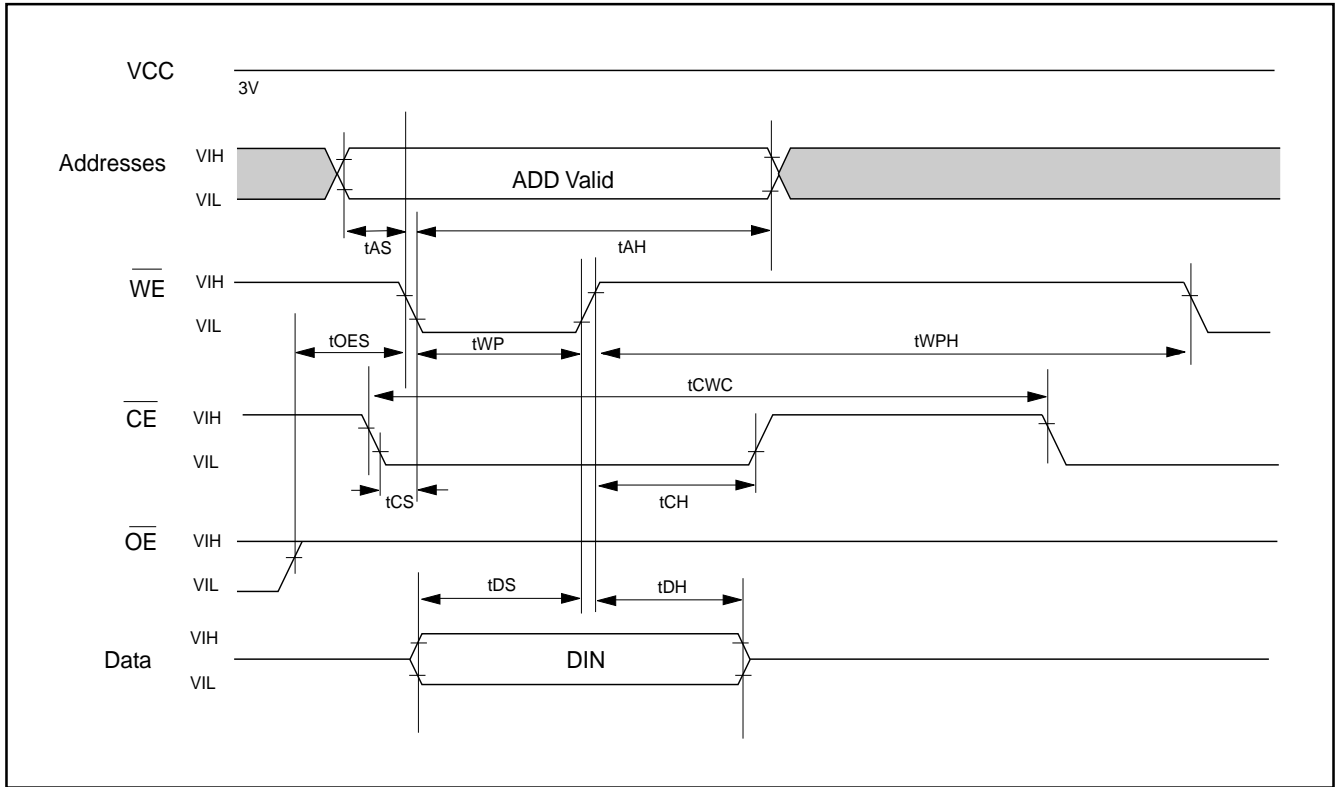 VCC
3V
Addresses
VIH
VIL
ADD Valid
tAS
tAH
WE
VIH
VIL
tOES
tWP
tWPH
tCWC
CE
VIH
VIL
tCS
tCH
OE
VIH
VIL
tDS
tDH
Data
VIH
VIL
DIN